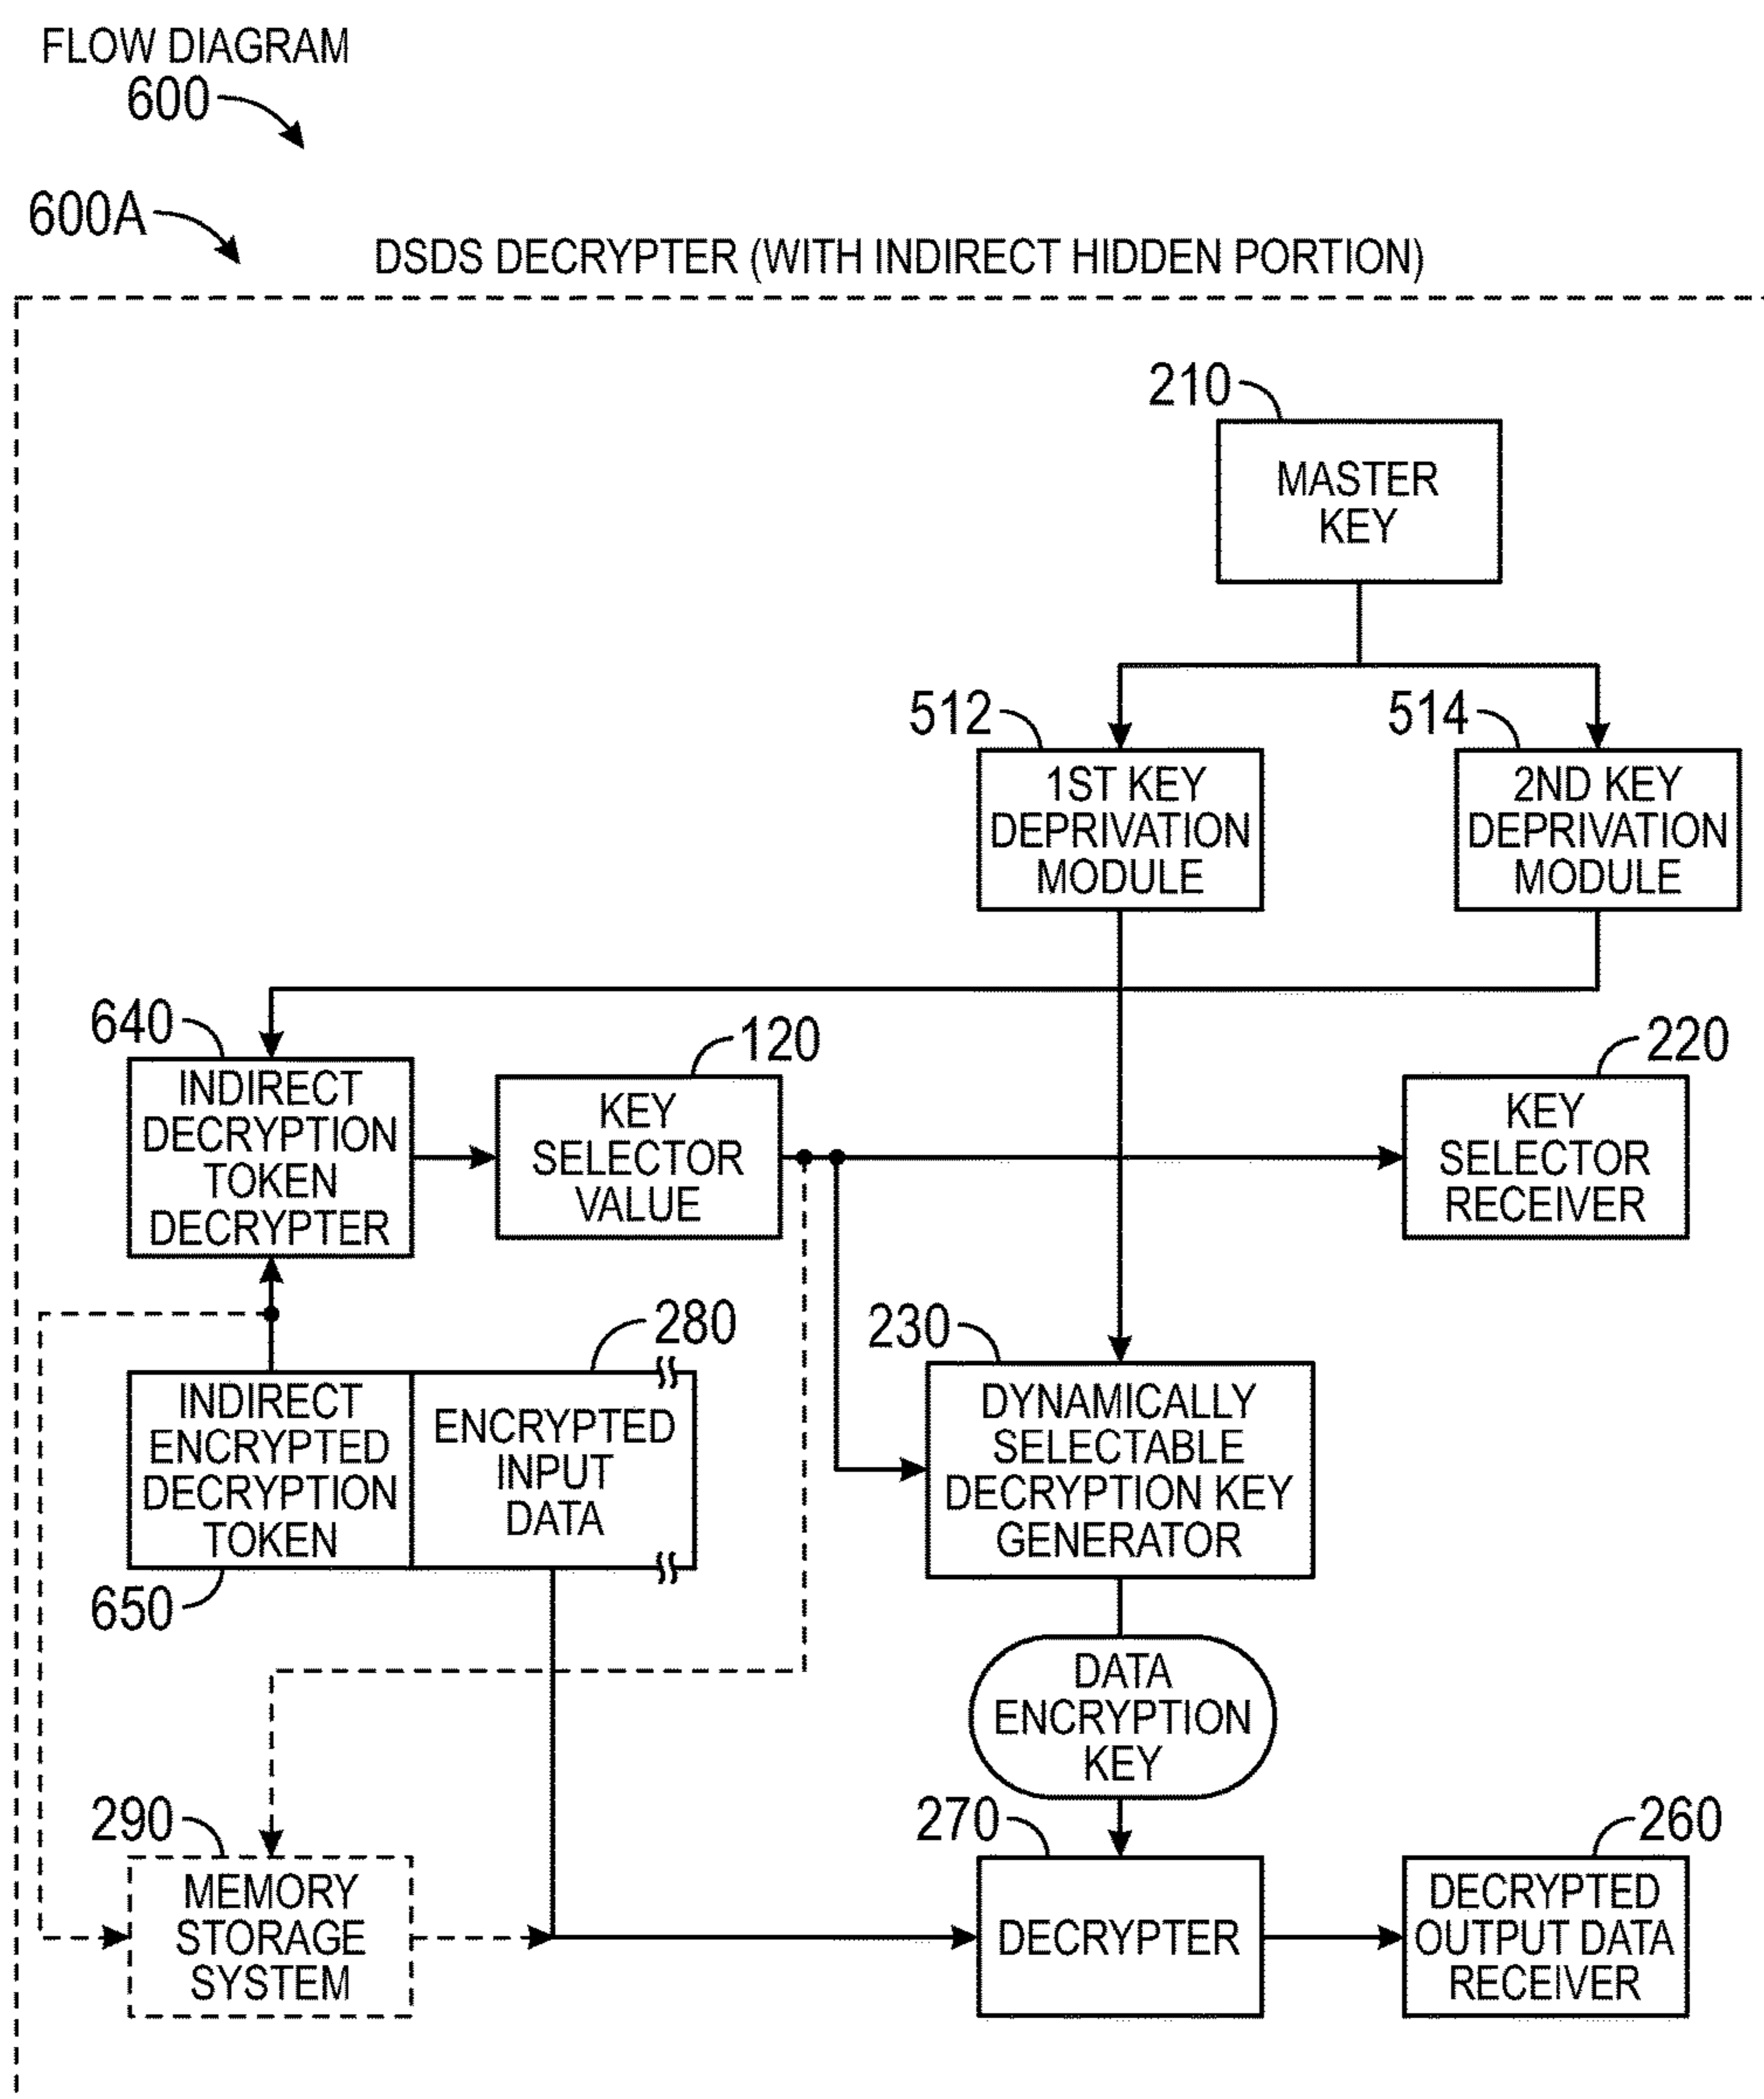 FLOW DIAGRAM
600
600A
DSDS DECRYPTER (WITH INDIRECT HIDDEN PORTION)
210
MASTER
KEY
512
514
1ST KEY
DEPRIVATION
MODULE
2ND KEY
DEPRIVATION
MODULE
640
120
220
INDIRECT
DECRYPTION
TOKEN
DECRYPTER
KEY
SELECTOR
VALUE
KEY
SELECTOR
RECEIVER
280
230
INDIRECT
ENCRYPTED
DECRYPTION
TOKEN
ENCRYPTED
INPUT
DATA
DYNAMICALLY
SELECTABLE
DECRYPTION KEY
GENERATOR
650
DATA
ENCRYPTION
KEY
290
270
260
MEMORY
STORAGE
SYSTEM
DECRYPTER
DECRYPTED
OUTPUT DATA
RECEIVER